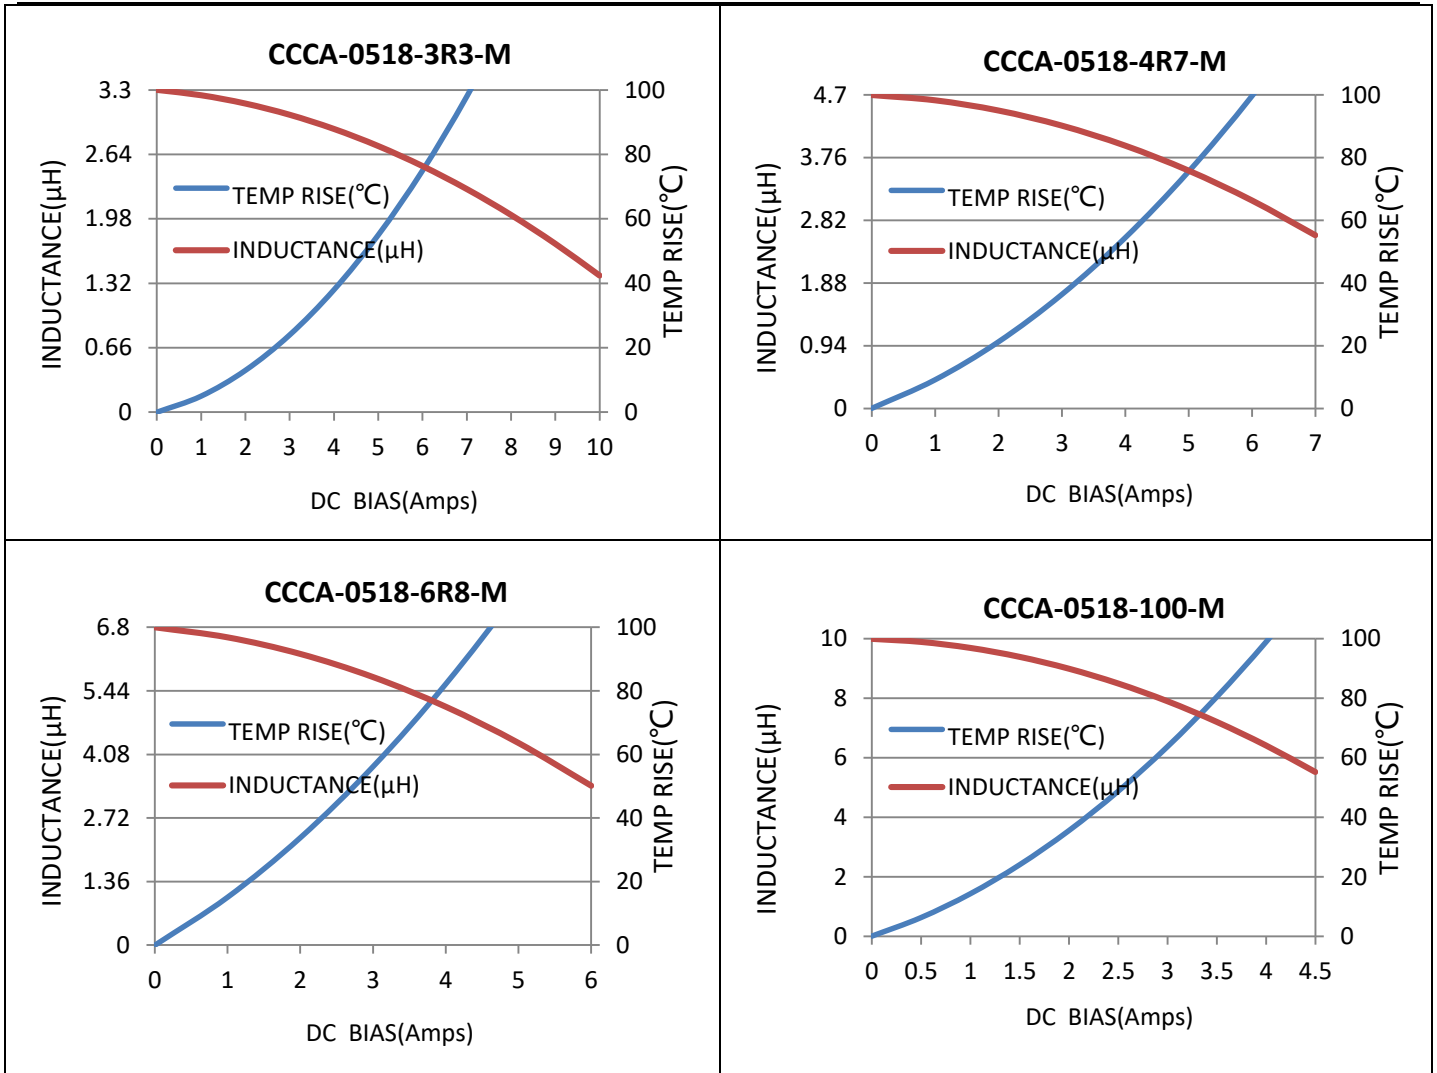 CCCA-0518-3R3-M
3.3
2.64
1.98
1.32
0.66
0
100
80
60
40
20
0
INDUCTANCE(μH)
TEMP RISE(℃)
TEMP RISE(℃)
INDUCTANCE(μH)
0 1 2 3 4 5 6 7 8 9 10
DC BIAS(Amps)
CCCA-0518-4R7-M
4.7
3.76
2.82
1.88
0.94
0
100
80
60
40
20
0
INDUCTANCE(μH)
TEMP RISE(℃)
TEMP RISE(℃)
INDUCTANCE(μH)
0 1 2 3 4 5 6 7
DC BIAS(Amps)
CCCA-0518-6R8-M
6.8
5.44
4.08
2.72
1.36
0
100
80
60
40
20
0
INDUCTANCE(μH)
TEMP RISE(℃)
TEMP RISE(℃)
INDUCTANCE(μH)
0 1 2 3 4 5 6
DC BIAS(Amps)
CCCA-0518-100-M
10
8
6
4
2
0
100
80
60
40
20
0
INDUCTANCE(μH)
TEMP RISE(℃)
TEMP RISE(℃)
INDUCTANCE(μH)
0 0.5 1 1.5 2 2.5 3 3.5 4 4.5
DC BIAS(Amps)